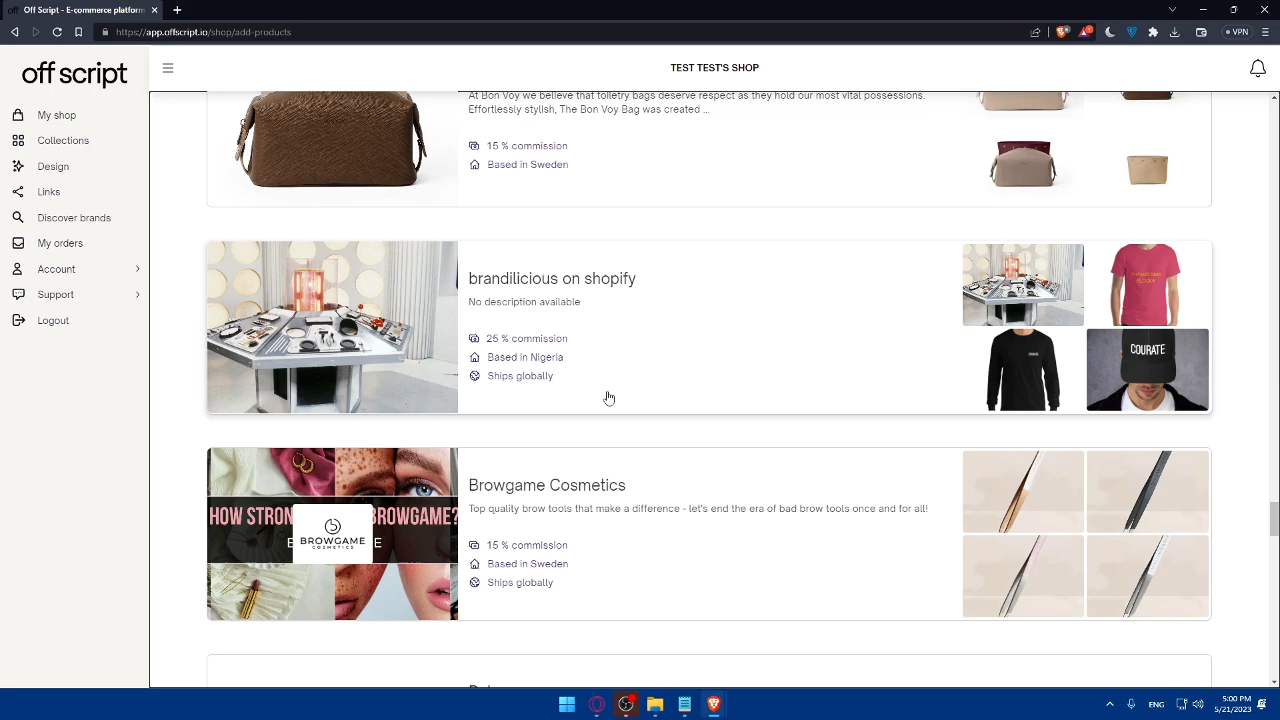 off Off Script - E-commerce platform
https://app.offscript.io/shop/add-products
VPN
off script
TEST TEST'S SHOP
My shop
Collections
Design
Links
Discover brands
My orders
Account
Support
Logout
At Bon Voy we believe that toiletry bags deserve respect as they hold our most vital possessions.
Effortlessly stylish, The Bon Voy Bag was created ...
15 % commission
Based in Sweden
brandilicious on shopify
No description available
25 % commission
Based in Nigeria
Ships globally
COURATE
HOW STRON BROWGAME?
BROWGAME
COSMETICS
Browgame Cosmetics
Top quality brow tools that make a difference - let's end the era of bad brow tools once and for all!
15 % commission
Based in Sweden
Ships globally
ENG
5:00 PM
5/21/2023